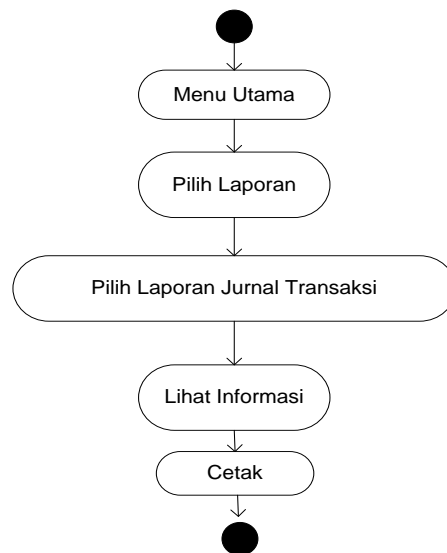 Menu Utama
Pilih Laporan
Pilih Laporan Jurnal Transaksi
Lihat Informasi
Cetak